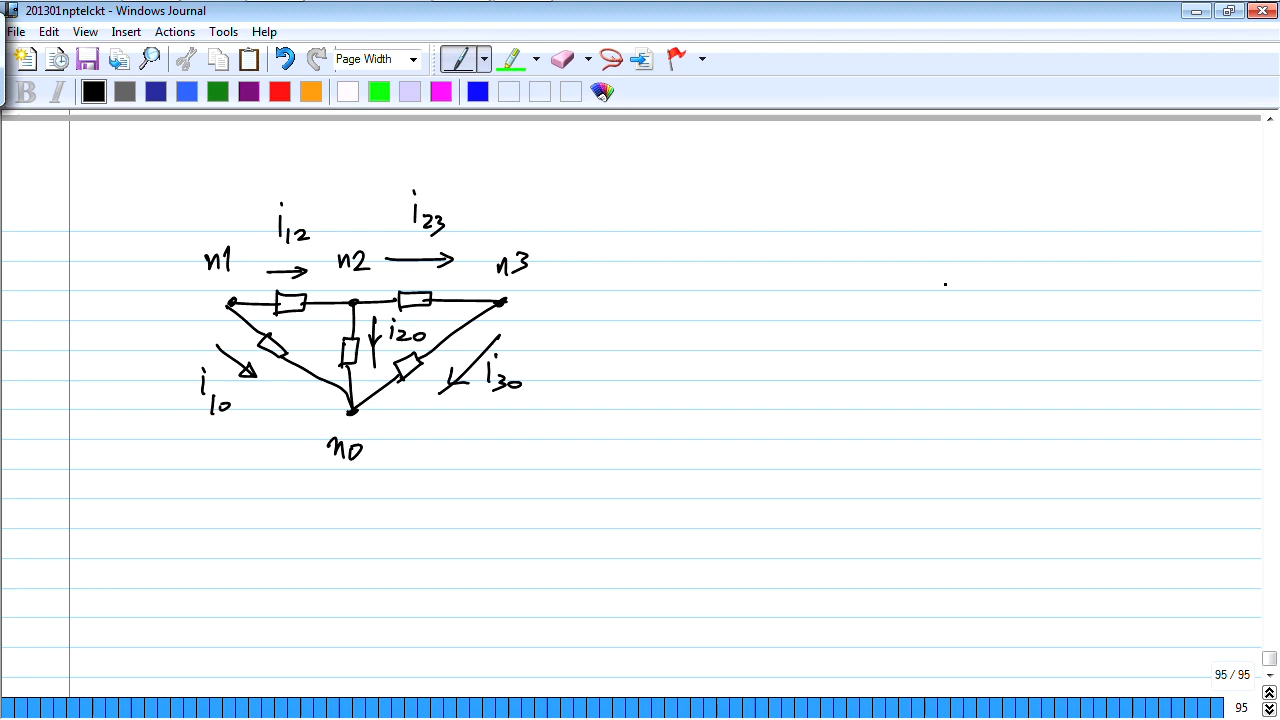 201301nptelckt - Windows Journal
File Edit View Insert Actions Tools Help
Page Width
B I
i12 i23
n1 n2 n3
i20
i10 i30
n0
95 / 95
95